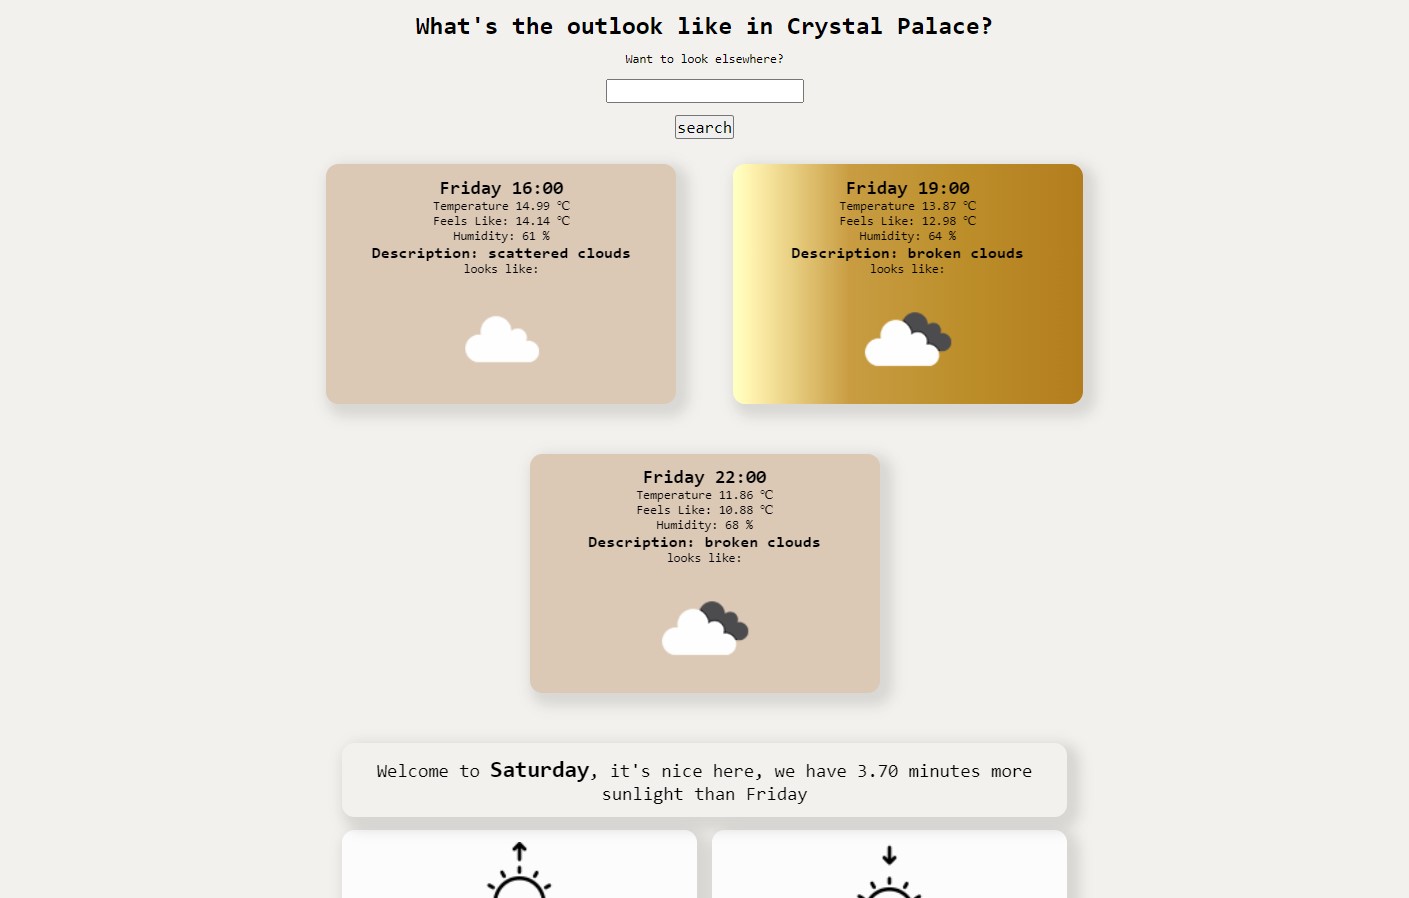 What's the outlook like in Crystal Palace?
Want to look elsewhere?
search
Friday 16:00
Temperature 14.99 ℃
Feels Like: 14.14 ℃
Humidity: 61 %
Description: scattered clouds
looks like:
Friday 19:00
Temperature 13.87 ℃
Feels Like: 12.98 ℃
Humidity: 64 %
Description: broken clouds
looks like:
Friday 22:00
Temperature 11.86 ℃
Feels Like: 10.88 ℃
Humidity: 68 %
Description: broken clouds
looks like:
Welcome to Saturday, it's nice here, we have 3.70 minutes more
sunlight than Friday